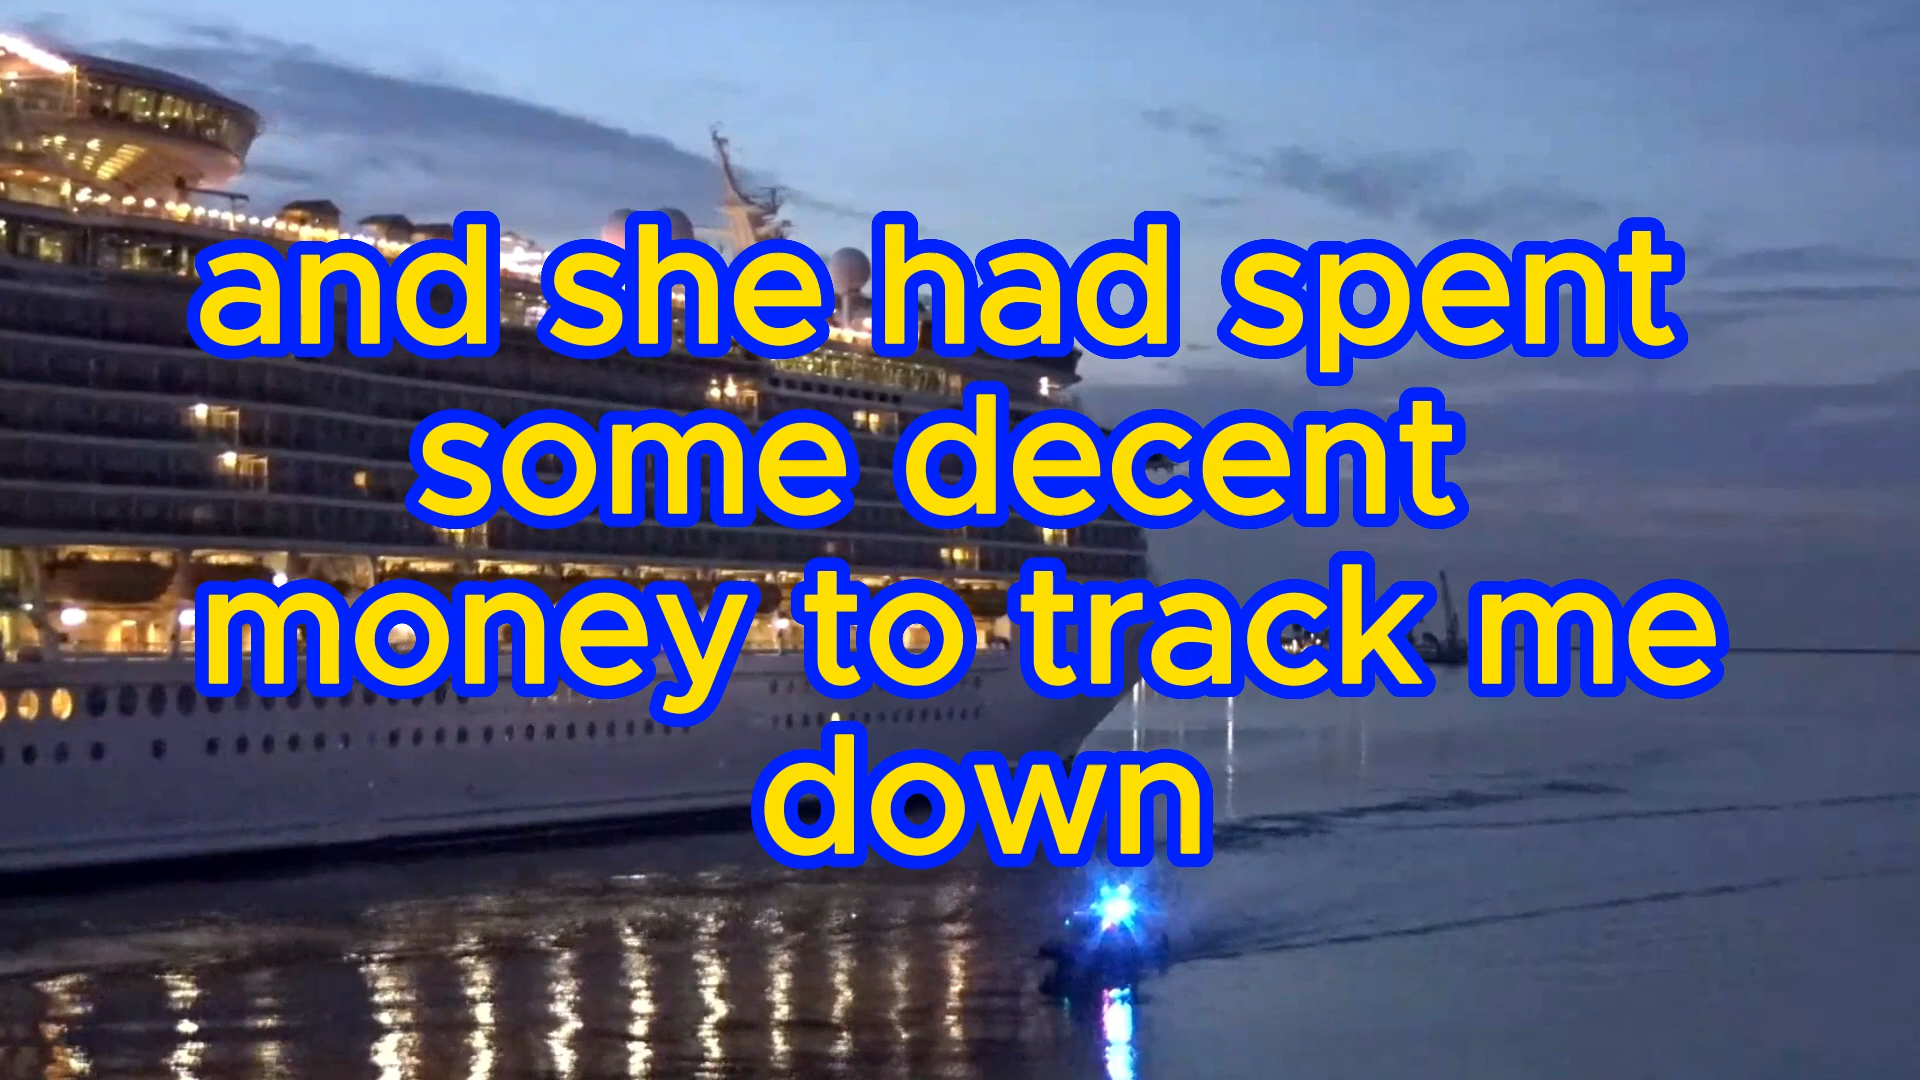 and she had spent
some decent
money to track me
down